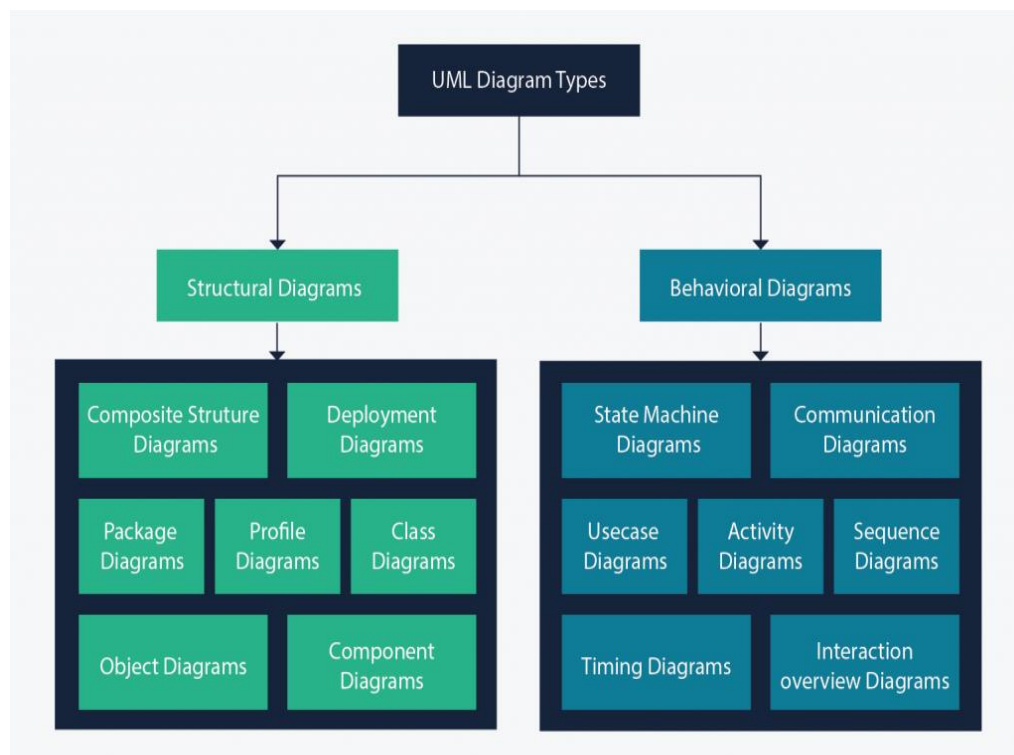 UML Diagram Types
Structural Diagrams
Behavioral Diagrams
Composite Struture
Diagrams
Deployment
Diagrams
Package
Diagrams
Profile
Diagrams
Class
Diagrams
Object Diagrams
Component
Diagrams
State Machine
Diagrams
Communication
Diagrams
Usecase
Diagrams
Activity
Diagrams
Sequence
Diagrams
Timing Diagrams
Interaction
overview Diagrams